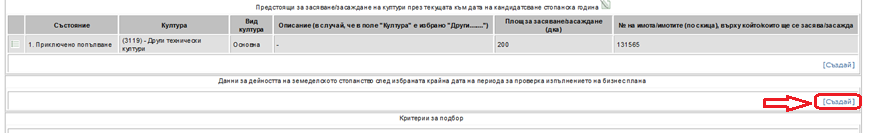 Предстоящи за засяване/засаждане на култури през текущата към дата на кандидатстване стопанска година
Състояние
Култура
Вид култура
Описание (в случай, че в поле "Култура" е избрано "Други.......")
Площ за засяване/засаждане (дка)
№ на имота/имотите (по скица), върху който/които ще се засява/засажда
1. Приключено попълване
(3119) - Други технически култури
Основна
-
200
131565
[Създай]
Данни за дейността на земеделското стопанство след избраната крайна дата на периода за проверка изпълнението на бизнес плана
[Създай]
Критерии за подбор